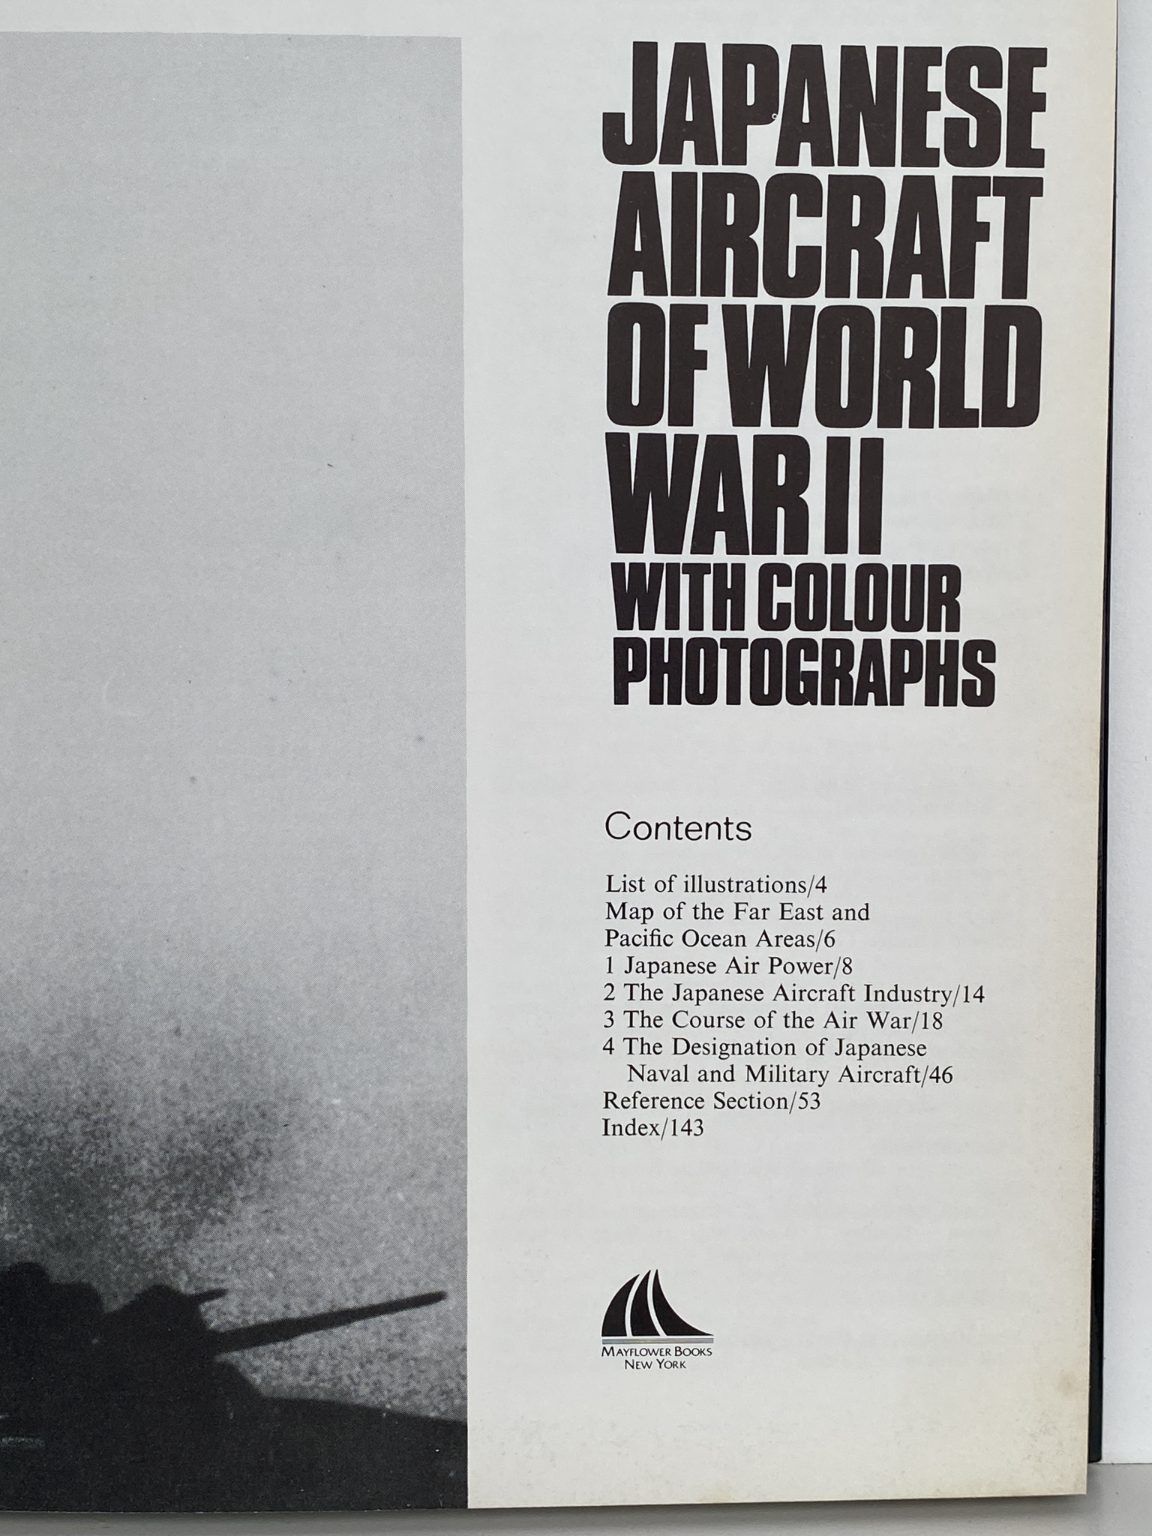 JAPANESE
AIRCRAFT
OF WORLD
WAR II
WITH COLOUR
PHOTOGRAPHS
Contents
List of illustrations/4
Map of the Far East and
Pacific Ocean Areas/6
1 Japanese Air Power/8
2 The Japanese Aircraft Industry/14
3 The Course of the Air War/18
4 The Designation of Japanese
Naval and Military Aircraft/46
Reference Section/53
Index/143
MAYFLOWER BOOKS
NEW YORK